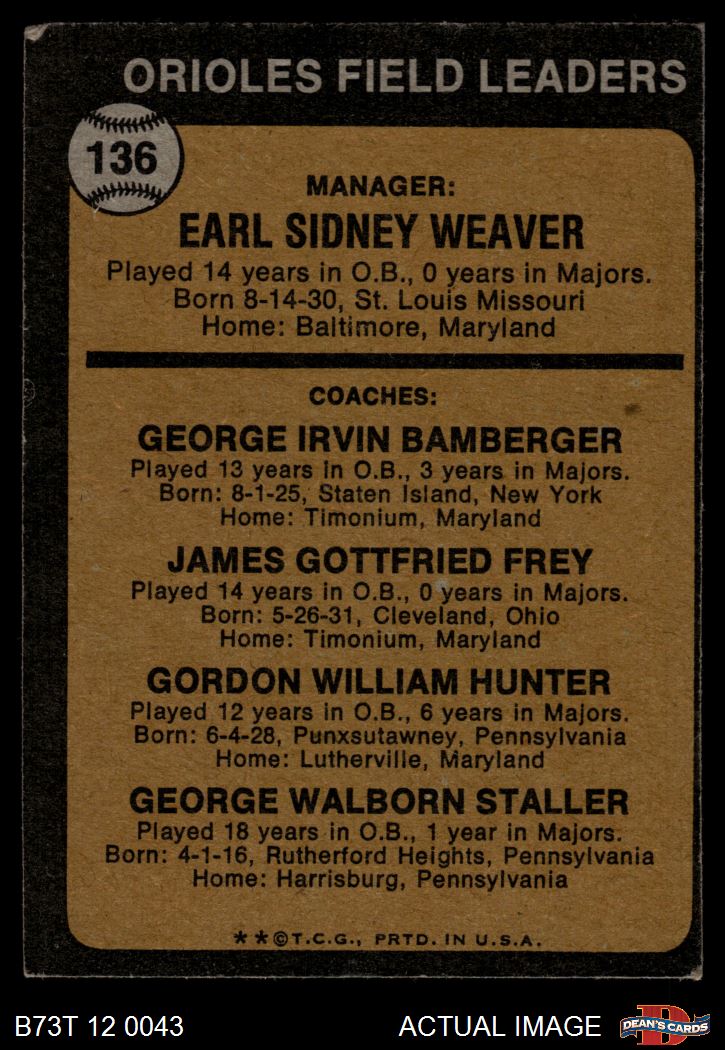 ORIOLES FIELD LEADERS
136
MANAGER:
EARL SIDNEY WEAVER
Played 14 years in O.B., 0 years in Majors.
Born 8-14-30, St. Louis Missouri
Home: Baltimore, Maryland
COACHES:
GEORGE IRVIN BAMBERGER
Played 13 years in O.B., 3 years in Majors.
Born: 8-1-25, Staten Island, New York
Home: Timonium, Maryland
JAMES GOTTFRIED FREY
Played 14 years in O.B., 0 years in Majors.
Born: 5-26-31, Cleveland, Ohio
Home: Timonium, Maryland
GORDON WILLIAM HUNTER
Played 12 years in O.B., 6 years in Majors.
Born: 6-4-28, Punxsutawney, Pennsylvania
Home: Lutherville, Maryland
GEORGE WALBORN STALLER
Played 18 years in O.B., 1 year in Majors.
Born: 4-1-16, Rutherford Heights, Pennsylvania
Home: Harrisburg, Pennsylvania
**©T.C.G., PRTD. IN U.S.A.
B73T 12 0043 ACTUAL IMAGE D DEAN'S CARDS